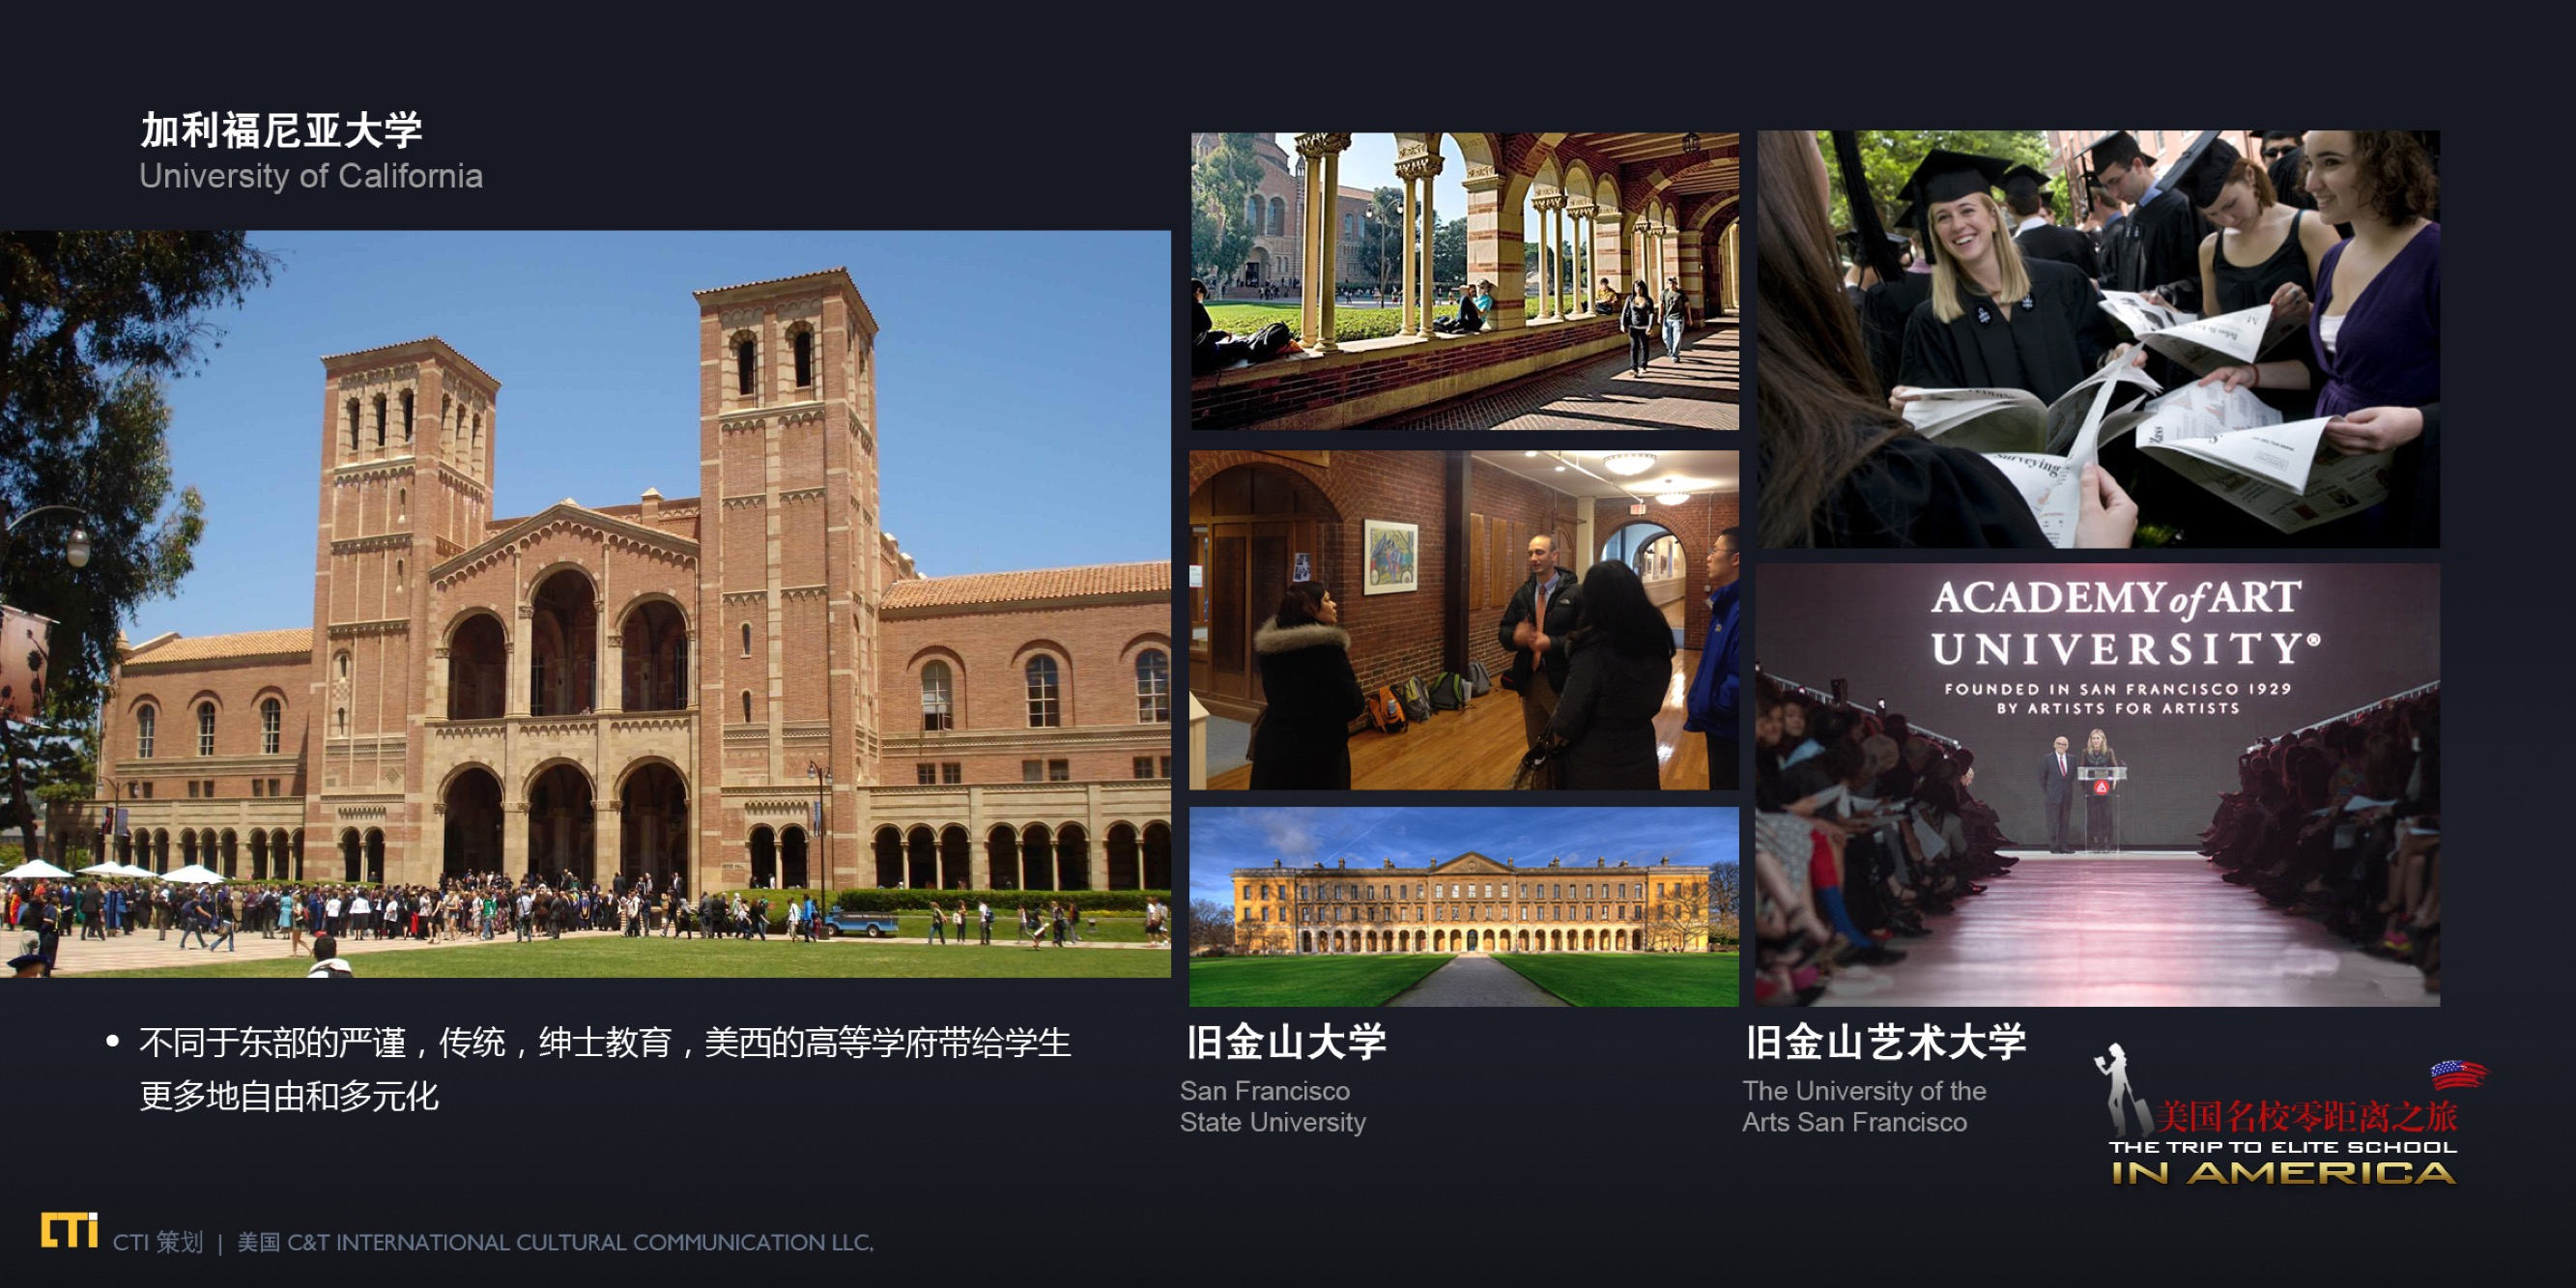 加利福尼亚大学
University of California
不同于东部的严谨，传统，绅士教育，美西的高等学府带给学生
更多地自由和多元化
旧金山大学
San Francisco
State University
Surveying
ACADEMY of ART
UNIVERSITY®
FOUNDED IN SAN FRANCISCO 1929
BY ARTISTS FOR ARTISTS
旧金山艺术大学
The University of the
Arts San Francisco
美国名校零距离之旅
THE TRIP TO ELITE SCHOOL
IN AMERICA
CTi CTI 策划 | 美国 C&T INTERNATIONAL CULTURAL COMMUNICATION LLC,